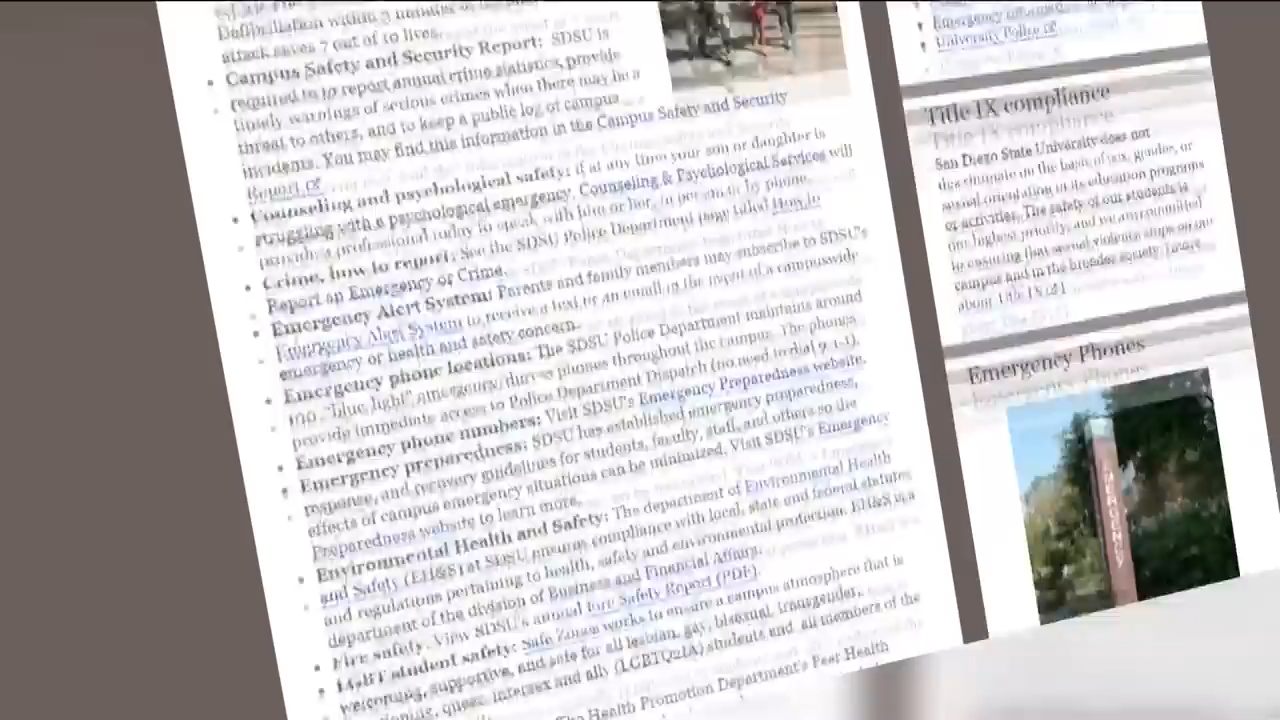 Defibrillation within 3 minutes
attack saves 7 out of 10 lives.
Campus Safety and Security Report: SDSU is
required to to report annual crime statistics, provide
timely warnings of serious crimes when there may be a
threat to others, and to keep a public log of campus
incidents. You may find this information in the Campus Safety and Security
Report
Counseling and psychological safety: if at any time your son or daughter is
struggling with a psychological emergency, Counseling & Psychological Services will
provide a professional today to speak with him or her, in person or by phone.
Crime, how to report: See the SDSU Police Department page titled How to
Report an Emergency or Crime.
Emergency Alert System: Parents and family members may subscribe to SDSU's
Emergency Alert System to receive a text or an email in the event of a campuswide
emergency or health and safety concern.
Emergency phone locations: The SDSU Police Department maintains around
100 "blue light" emergency/duress phones throughout the campus. The phones
provide immediate access to Police Department Dispatch (no need to dial 9-1-1).
Emergency phone numbers: Visit SDSU's Emergency Preparedness website.
Emergency preparedness: SDSU has established emergency preparedness,
response, and recovery guidelines for students, faculty, staff, and others so the
effects of campus emergency situations can be minimized. Visit SDSU's Emergency
Preparedness website to learn more.
Environmental Health and Safety: The department of Environmental Health
and Safety (EH&S) at SDSU ensures compliance with local, state and federal statutes
and regulations pertaining to health, safety and environmental protection. EH&S is a
department of the division of Business and Financial Affairs.
Fire safety: View SDSU's annual Fire Safety Report (PDF).
LGBT student safety: Safe Zones works to ensure a campus atmosphere that is
welcoming, supportive, and safe for all lesbian, gay, bisexual, transgender,
queer, intersex and ally (LGBTQ2IA) students and all members of the
The Health Promotion Department's Peer Health
Emergency
University Police
Title IX compliance
San Diego State University does not
discriminate on the basis of sex, gender, or
sexual orientation in its education programs
or activities. The safety of our students is
our highest priority, and we are committed
to ensuring that sexual violence stops on our
campus and in the broader society.
about Title IX
Emergency Phones
EMERGENCY